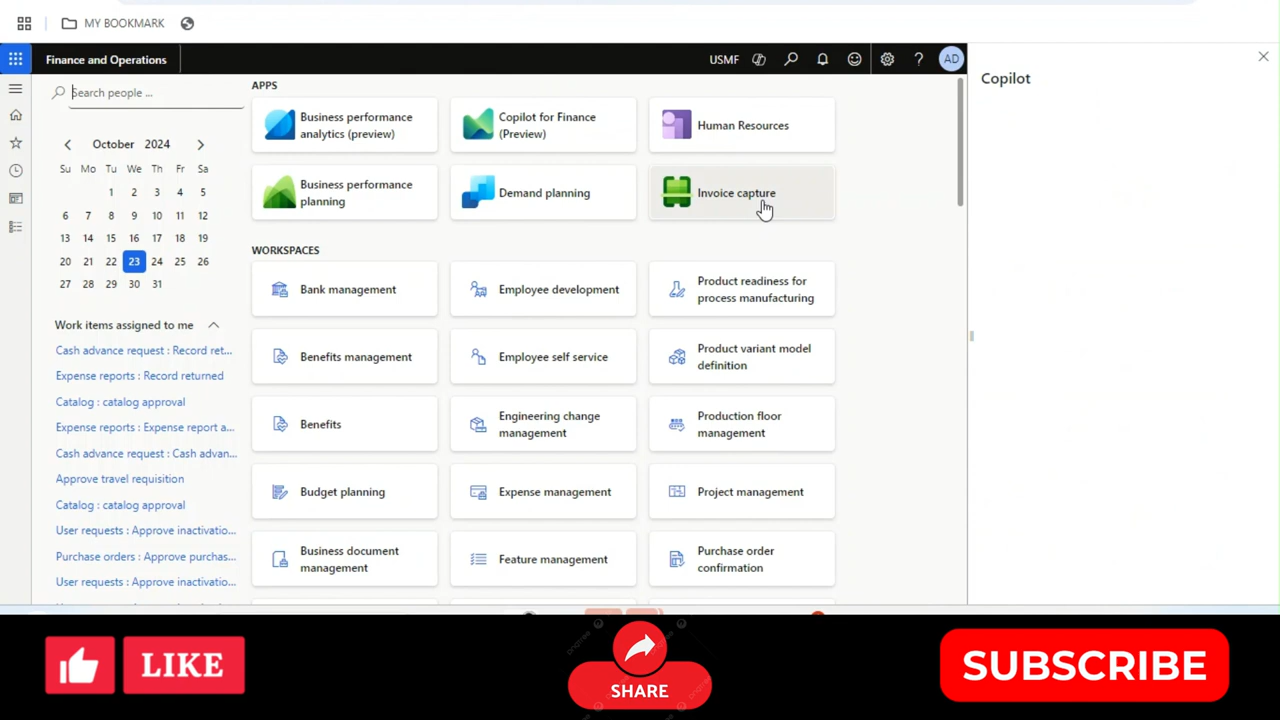 MY BOOKMARK
Finance and Operations
USMF
AD
Copilot
Search people ...
October 2024
Su Mo Tu We Th Fr Sa
1 2 3 4 5
6 7 8 9 10 11 12
13 14 15 16 17 18 19
20 21 22 23 24 25 26
27 28 29 30 31
Work items assigned to me
Cash advance request : Record ret...
Expense reports : Record returned
Catalog : catalog approval
Expense reports : Expense report a...
Cash advance request : Cash advan...
Approve travel requisition
Catalog : catalog approval
User requests : Approve inactivatio...
Purchase orders : Approve purchas...
User requests : Approve inactivatio...
APPS
Business performance
analytics (preview)
Copilot for Finance
(Preview)
Human Resources
Business performance
planning
Demand planning
Invoice capture
WORKSPACES
Bank management
Employee development
Product readiness for
process manufacturing
Benefits management
Employee self service
Product variant model
definition
Benefits
Engineering change
management
Production floor
management
Budget planning
Expense management
Project management
Business document
management
Feature management
Purchase order
confirmation
LIKE
SHARE
SUBSCRIBE